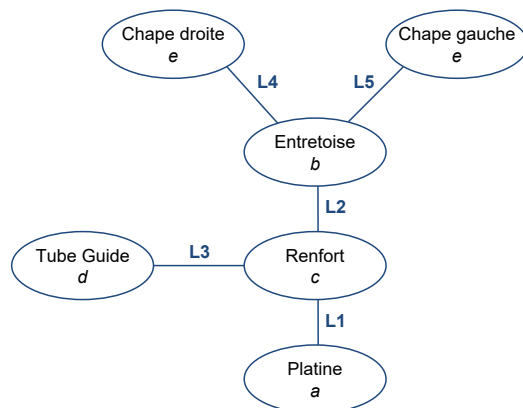 Chape droite
e
Chape gauche
e
L4
L5
Entretoise
b
L2
Tube Guide
d
L3
Renfort
c
L1
Platine
a